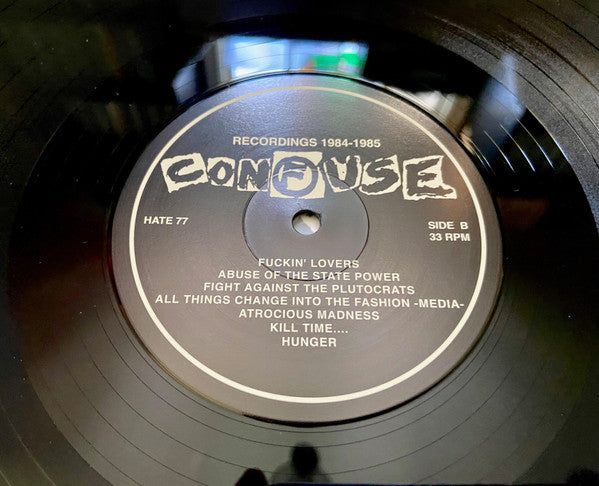 RECORDINGS 1984-1985
CONFUSE
HATE 77
SIDE B
33 RPM
FUCKIN' LOVERS
ABUSE OF THE STATE POWER
FIGHT AGAINST THE PLUTOCRATS
ALL THINGS CHANGE INTO THE FASHION -MEDIA-
ATROCIOUS MADNESS
KILL TIME....
HUNGER